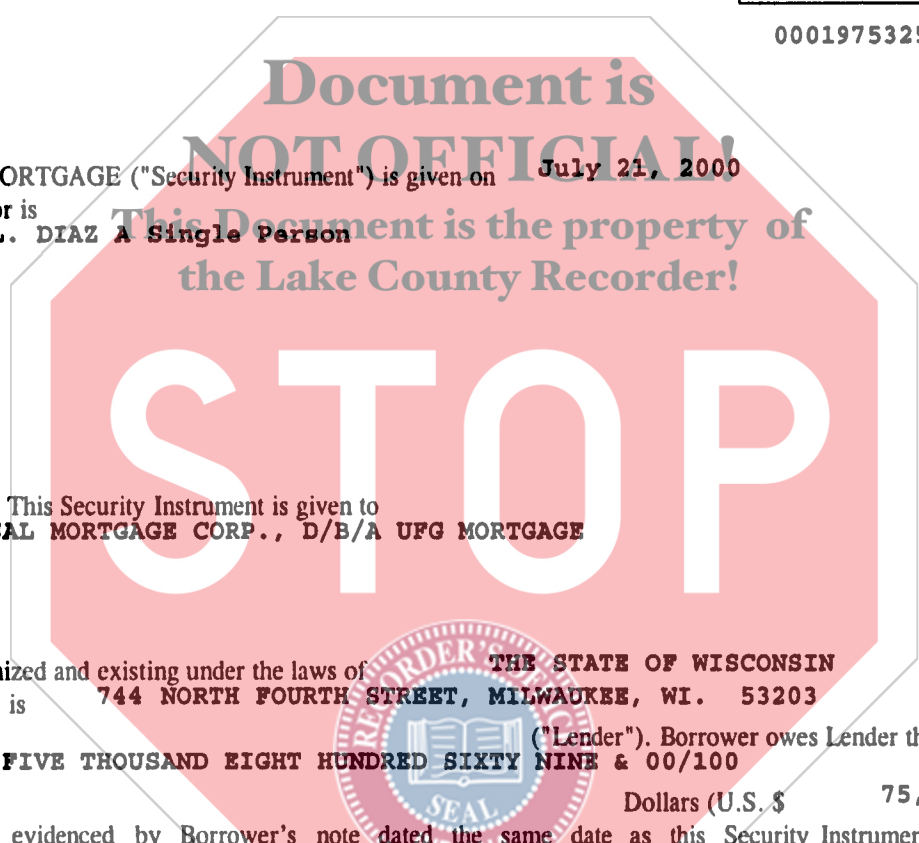 0001975325
Document is
NOT OFFICIAL!
ORTGAGE ("Security Instrument") is given on July 21, 2000
or is
L. DIAZ A Single Person
This Document is the property of
the Lake County Recorder!
STOP
This Security Instrument is given to
AL MORTGAGE CORP., D/B/A UFG MORTGAGE
ized and existing under the laws of THE STATE OF WISCONSIN
is 744 NORTH FOURTH STREET, MILWAUKEE, WI. 53203
("Lender"). Borrower owes Lender th
FIVE THOUSAND EIGHT HUNDRED SIXTY NINE & 00/100
Dollars (U.S. $ 75,
evidenced by Borrower's note dated the same date as this Security Instrumen
RECORDER'S OFFICE
SEAL